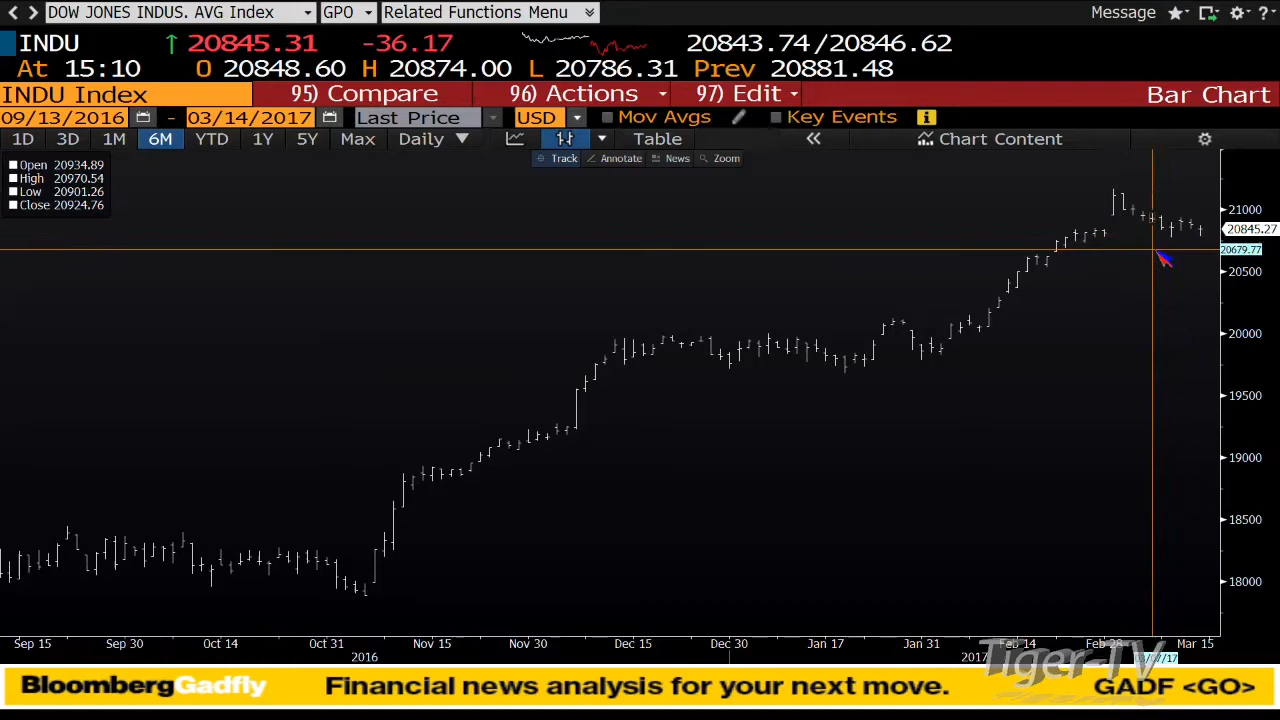 DOW JONES INDUS. AVG Index GPO Related Functions Menu Message ?
INDU 20845.31 -36.17 20843.74/20846.62
At 15:10 O 20848.60 H 20874.00 L 20786.31 Prev 20881.48
INDU Index 95) Compare 96) Actions 97) Edit Bar Chart
09/13/2016 - 03/14/2017 Last Price USD Mov Avgs Key Events i
1D 3D 1M 6M YTD 1Y 5Y Max Daily Table « Chart Content
Track Annotate News Zoom
Open 20934.89
High 20970.54
Low 20901.26
Close 20924.76
21000
20845.27
20679.77
20500
20000
19500
19000
18500
18000
Sep 15 Sep 30 Oct 14 Oct 31 Nov 15 Nov 30 Dec 15 Dec 30 Jan 17 Jan 31 Feb 14 Feb 28 Mar 15
2016 2017 03/07/17
Tiger-TV
BloombergGadfly Financial news analysis for your next move. GADF <GO>